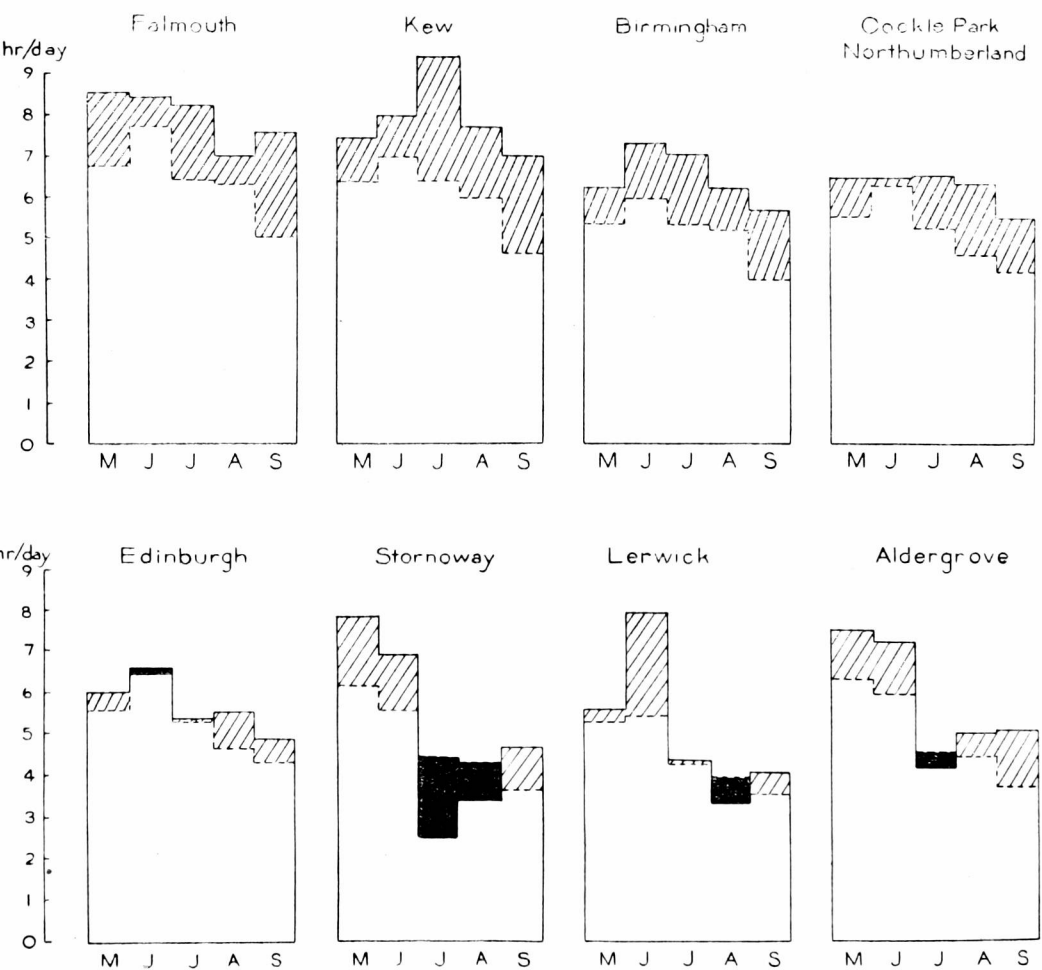 Falmouth
Kew
Birmingham
Cockle Park
Northumberland
hr/day
9
8
7
6
5
4
3
2
1
0
M J J A S
M J J A S
M J J A S
M J J A S
Edinburgh
Stornoway
Lerwick
Aldergrove
hr/day
9
8
7
6
5
4
3
2
1
0
M J J A S
M J J A S
M J J A S
M J J A S